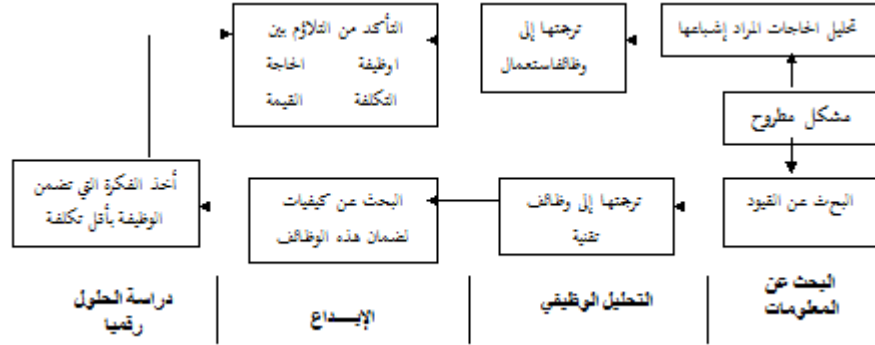 تحليل الحاجات المراد إشباعها
ترجمتها إلى
وظائفاستعمال
التأكد من التلاؤم بين
اوظيفة الحاجة
التكلفة القيمة
مشكل مطروح
البحث عن القيود
ترجمتها إلى وظائف
تقنية
البحث عن كيفيات
لضمان هذه الوظائف
أخذ الفكرة التي تضمن
الوظيفة بأقل تكلفة
البحث عن
المعلومات
التحليل الوظيفي
الإبــــداع
دراسة الحلول
رقميا